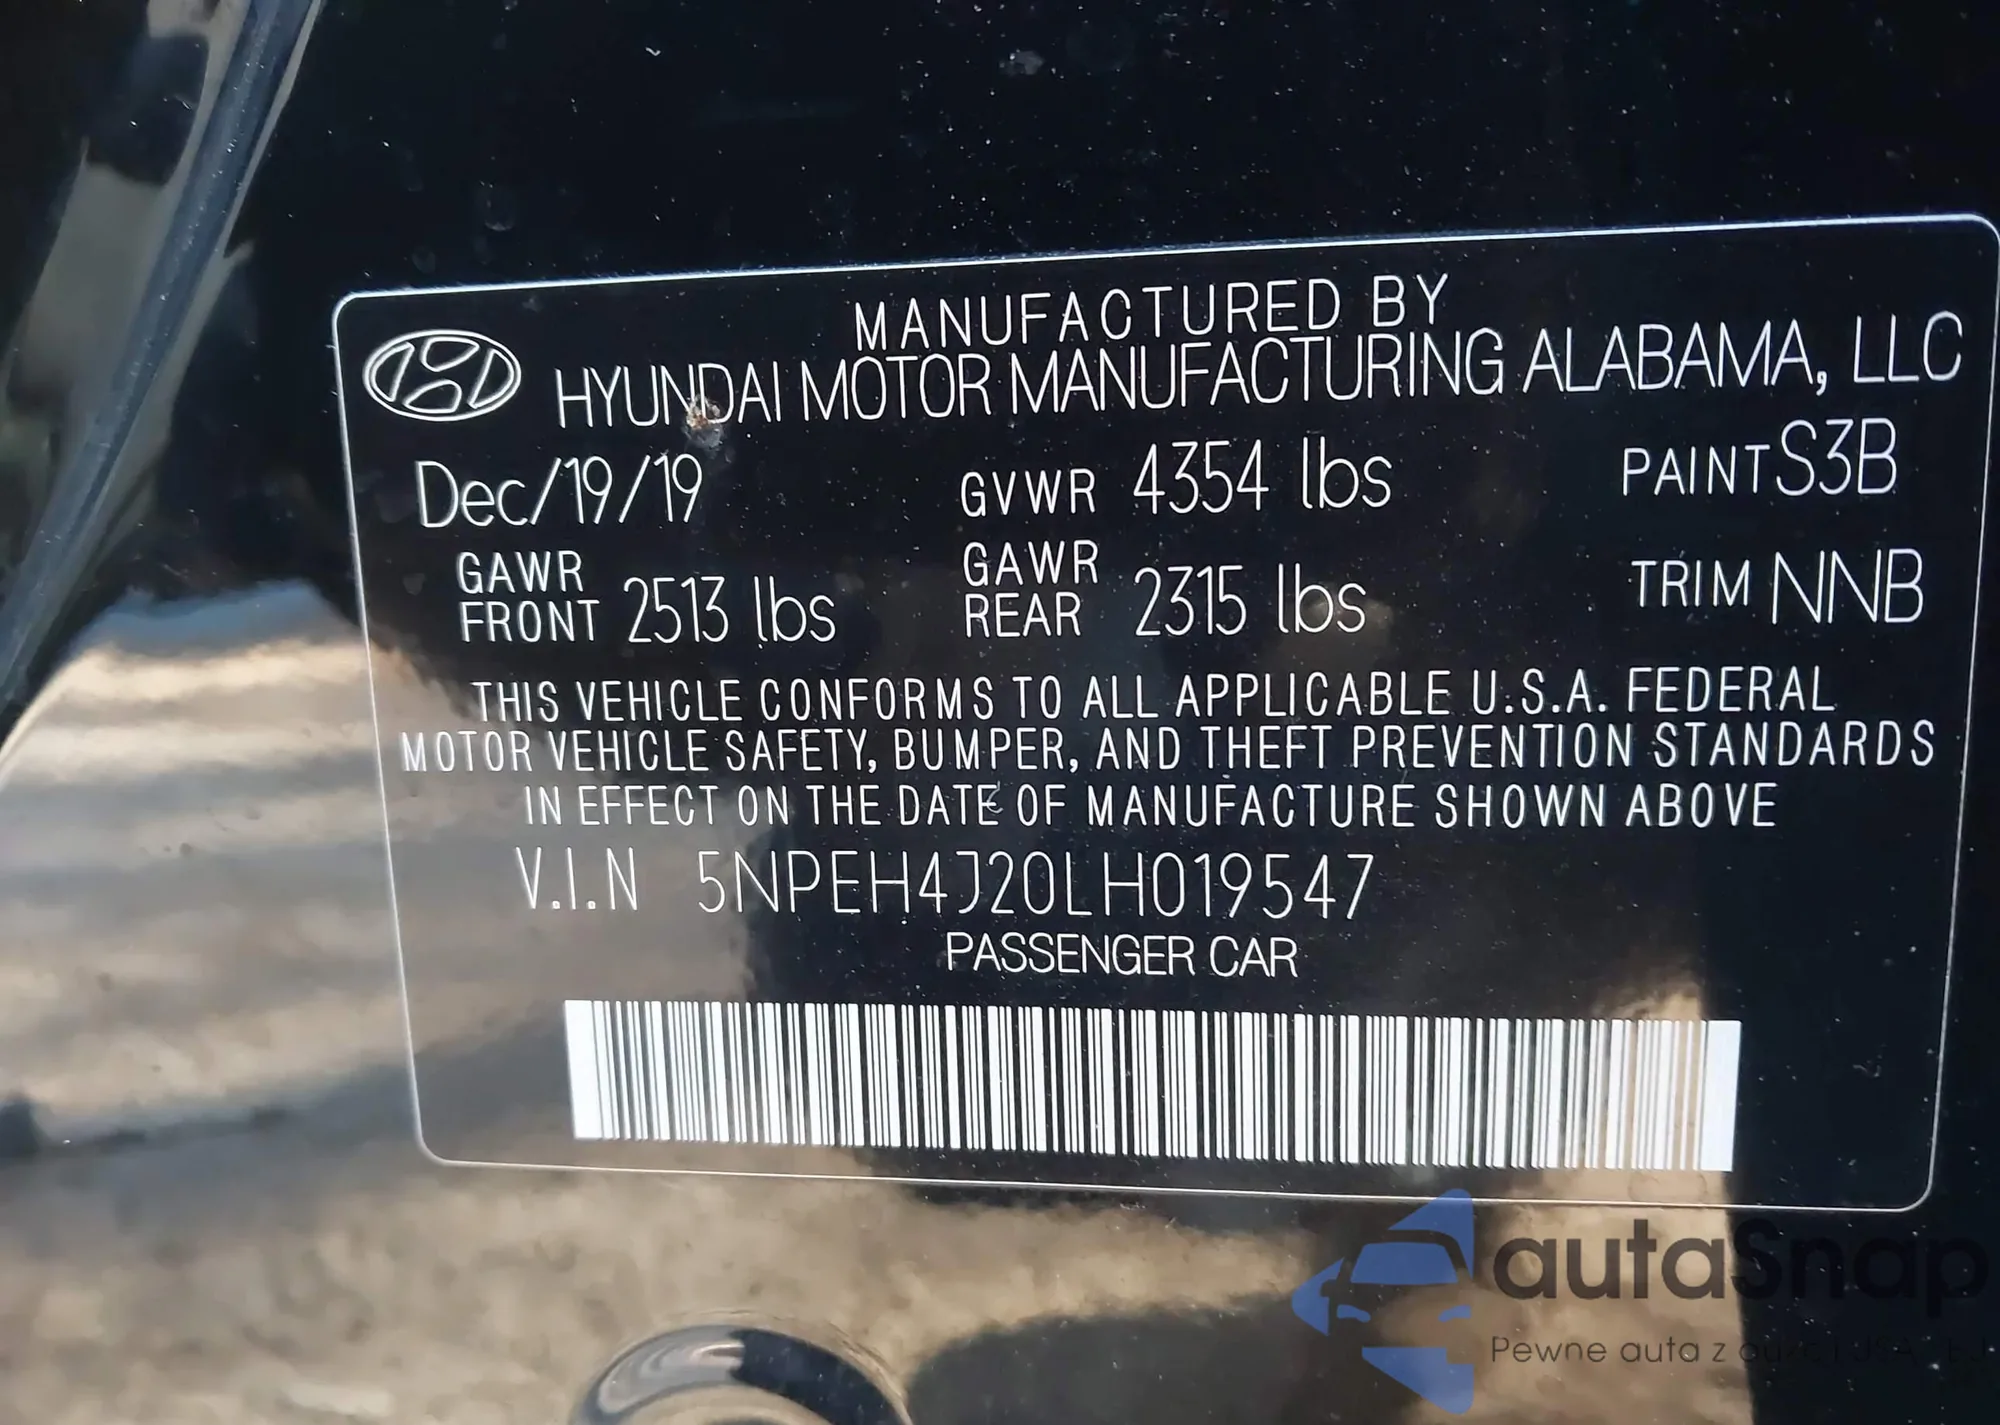 MANUFACTURED BY
HYUNDAI MOTOR MANUFACTURING ALABAMA, LLC
Dec/19/19 GVWR 4354 lbs PAINT S3B
GAWR FRONT 2513 lbs GAWR REAR 2315 lbs TRIM NNB
THIS VEHICLE CONFORMS TO ALL APPLICABLE U.S.A. FEDERAL
MOTOR VEHICLE SAFETY, BUMPER, AND THEFT PREVENTION STANDARDS
IN EFFECT ON THE DATE OF MANUFACTURE SHOWN ABOVE
V.I.N 5NPEH4J20LH019547
PASSENGER CAR
autasnap
Pewne auta z